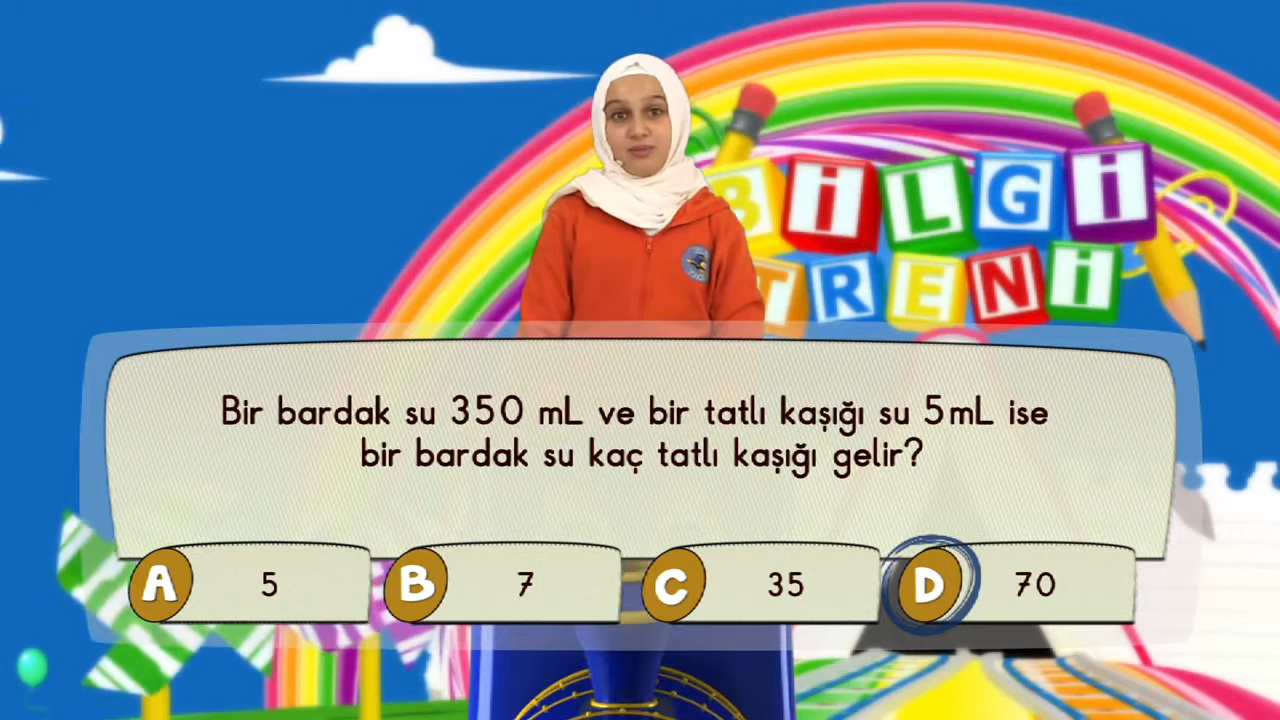 BİLGİ
TRENİ
Bir bardak su 350 mL ve bir tatlı kaşığı su 5mL ise
bir bardak su kaç tatlı kaşığı gelir?
A 5 B 7 C 35 D 70